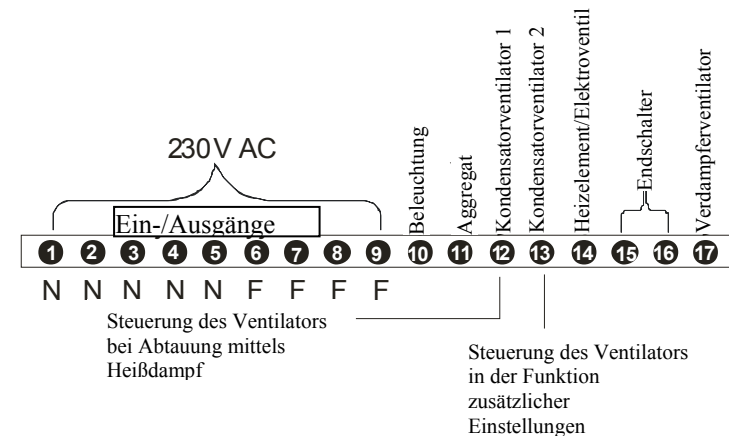 230V AC
Ein-/Ausgänge
Beleuchtung
Aggregat
Kondensatorventilator 1
Kondensatorventilator 2
Heizelement/Elektroventil
Endschalter
Verdampferventilator
1 2 3 4 5 6 7 8 9 10 11 12 13 14 15 16 17
N N N N N F F F F
Steuerung des Ventilators
bei Abtauung mittels
Heißdampf
Steuerung des Ventilators
in der Funktion
zusätzlicher
Einstellungen